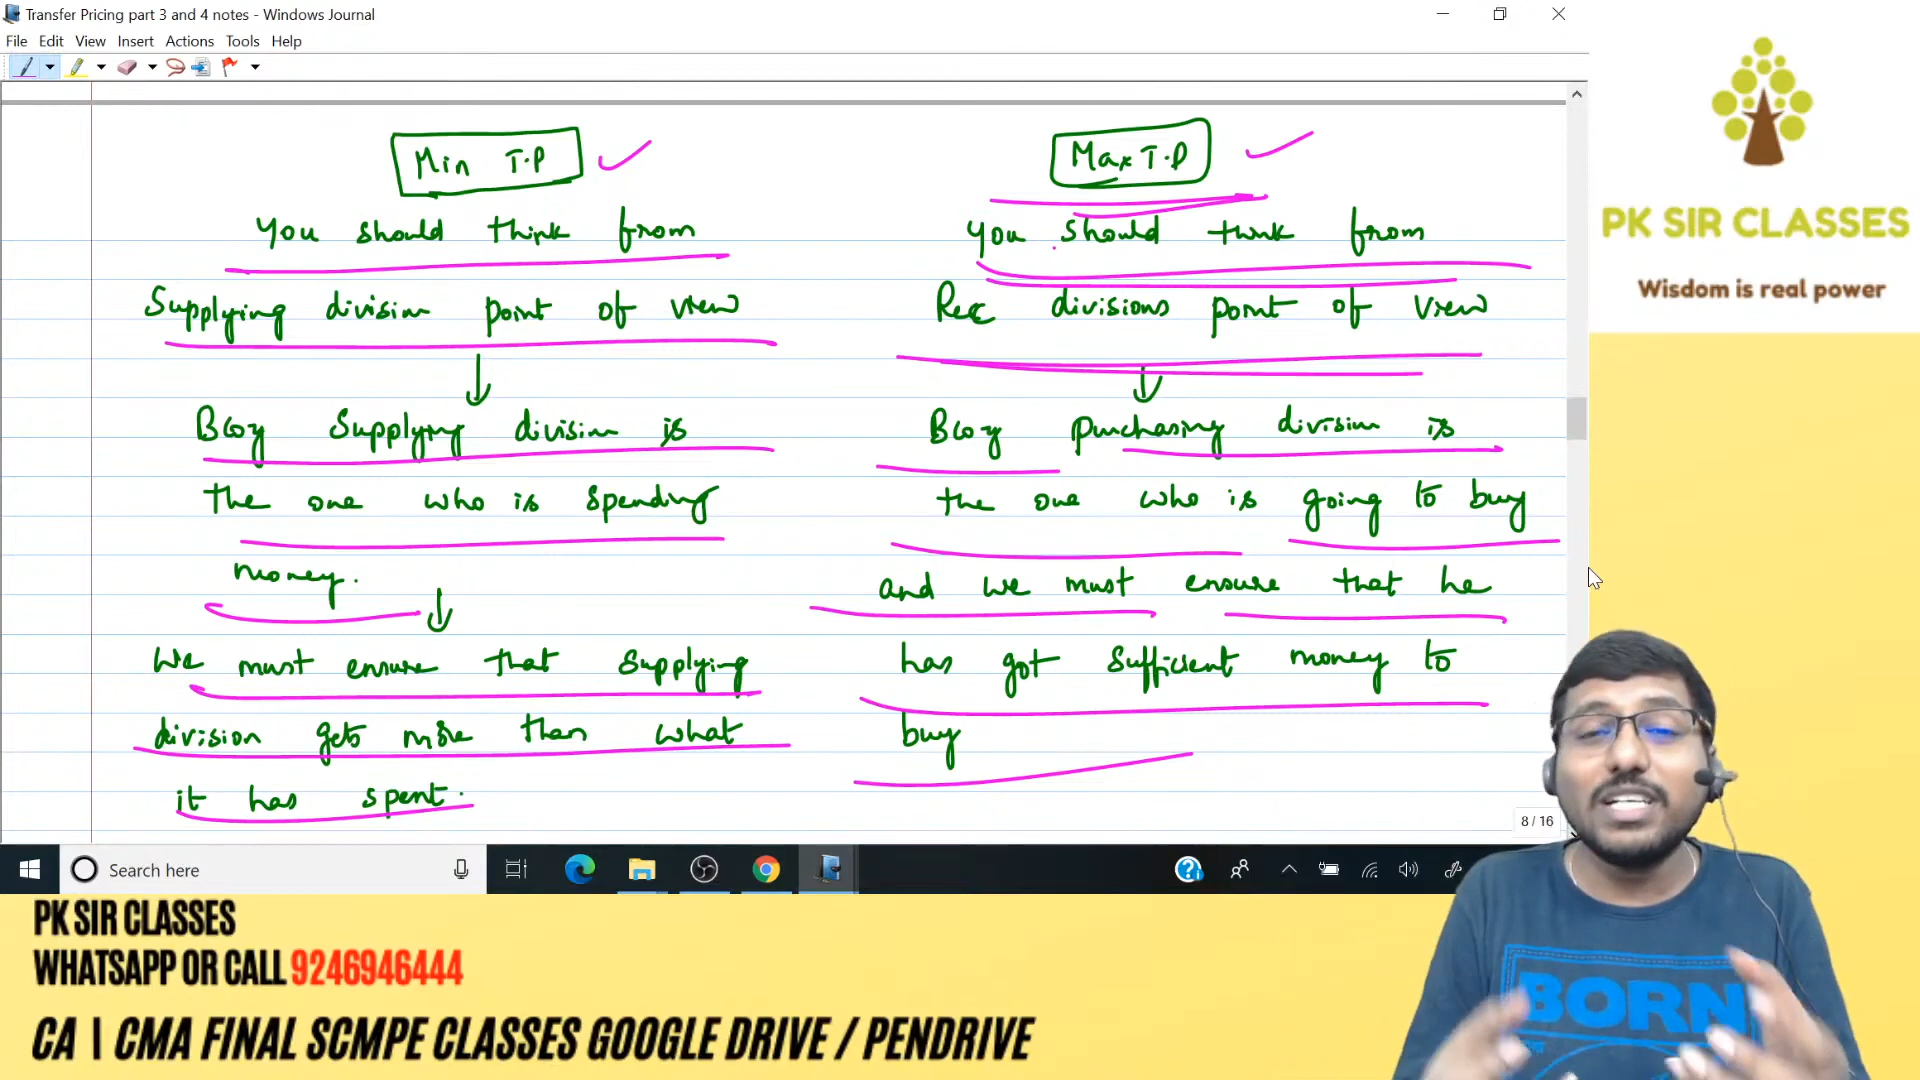 Transfer Pricing part 3 and 4 notes - Windows Journal
File Edit View Insert Actions Tools Help
Min T.P
You should think from
Supplying division point of view
Bcoz Supplying division is
the one who is spending
money.
We must ensure that Supplying
division gets more than what
it has spent.
Max T.P
You should think from
Rec divisions point of view
Bcoz purchasing division is
the one who is going to buy
and we must ensure that he
has got Sufficient money to
buy
8 / 16
Search here
PK SIR CLASSES
Wisdom is real power
PK SIR CLASSES
WHATSAPP OR CALL 9246946444
CA \ CMA FINAL SCMPE CLASSES GOOGLE DRIVE / PENDRIVE
BORN